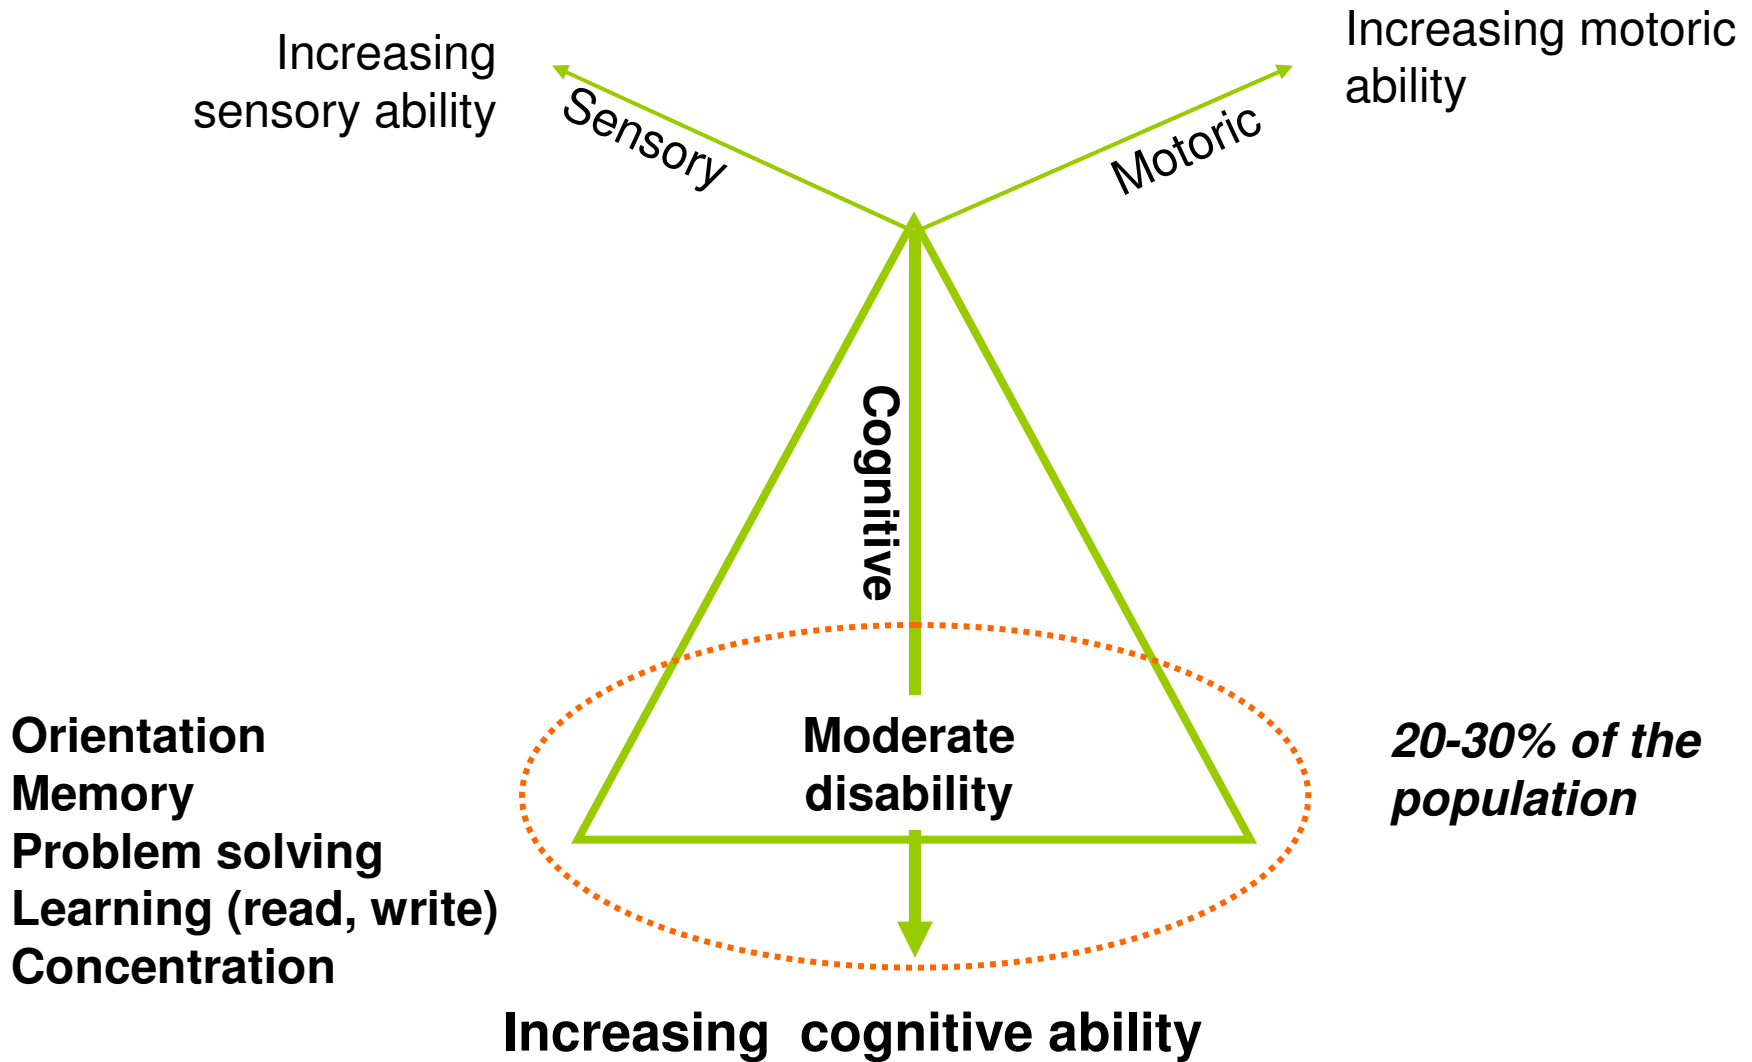 Increasing
sensory ability
Increasing motoric
ability
Sensory
Motoric
Cognitive
Orientation
Memory
Problem solving
Learning (read, write)
Concentration
Moderate
disability
20-30% of the
population
Increasing  cognitive ability